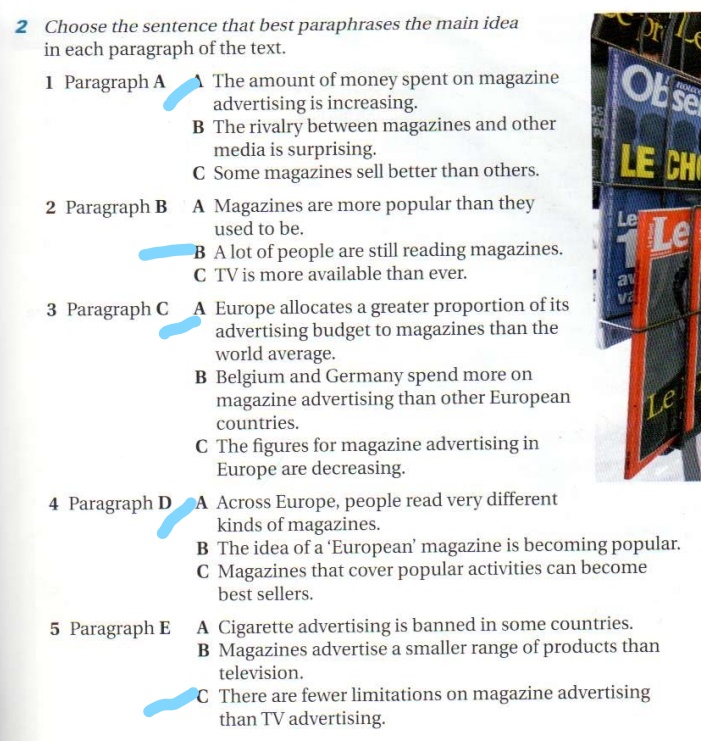 2 Choose the sentence that best paraphrases the main idea
in each paragraph of the text.
1 Paragraph A A The amount of money spent on magazine
advertising is increasing.
B The rivalry between magazines and other
media is surprising.
C Some magazines sell better than others.
2 Paragraph B A Magazines are more popular than they
used to be.
B A lot of people are still reading magazines.
C TV is more available than ever.
3 Paragraph C A Europe allocates a greater proportion of its
advertising budget to magazines than the
world average.
B Belgium and Germany spend more on
magazine advertising than other European
countries.
C The figures for magazine advertising in
Europe are decreasing.
4 Paragraph D A Across Europe, people read very different
kinds of magazines.
B The idea of a ‘European’ magazine is becoming popular.
C Magazines that cover popular activities can become
best sellers.
5 Paragraph E A Cigarette advertising is banned in some countries.
B Magazines advertise a smaller range of products than
television.
C There are fewer limitations on magazine advertising
than TV advertising.
Obse
LE CH
Le
Le
Le